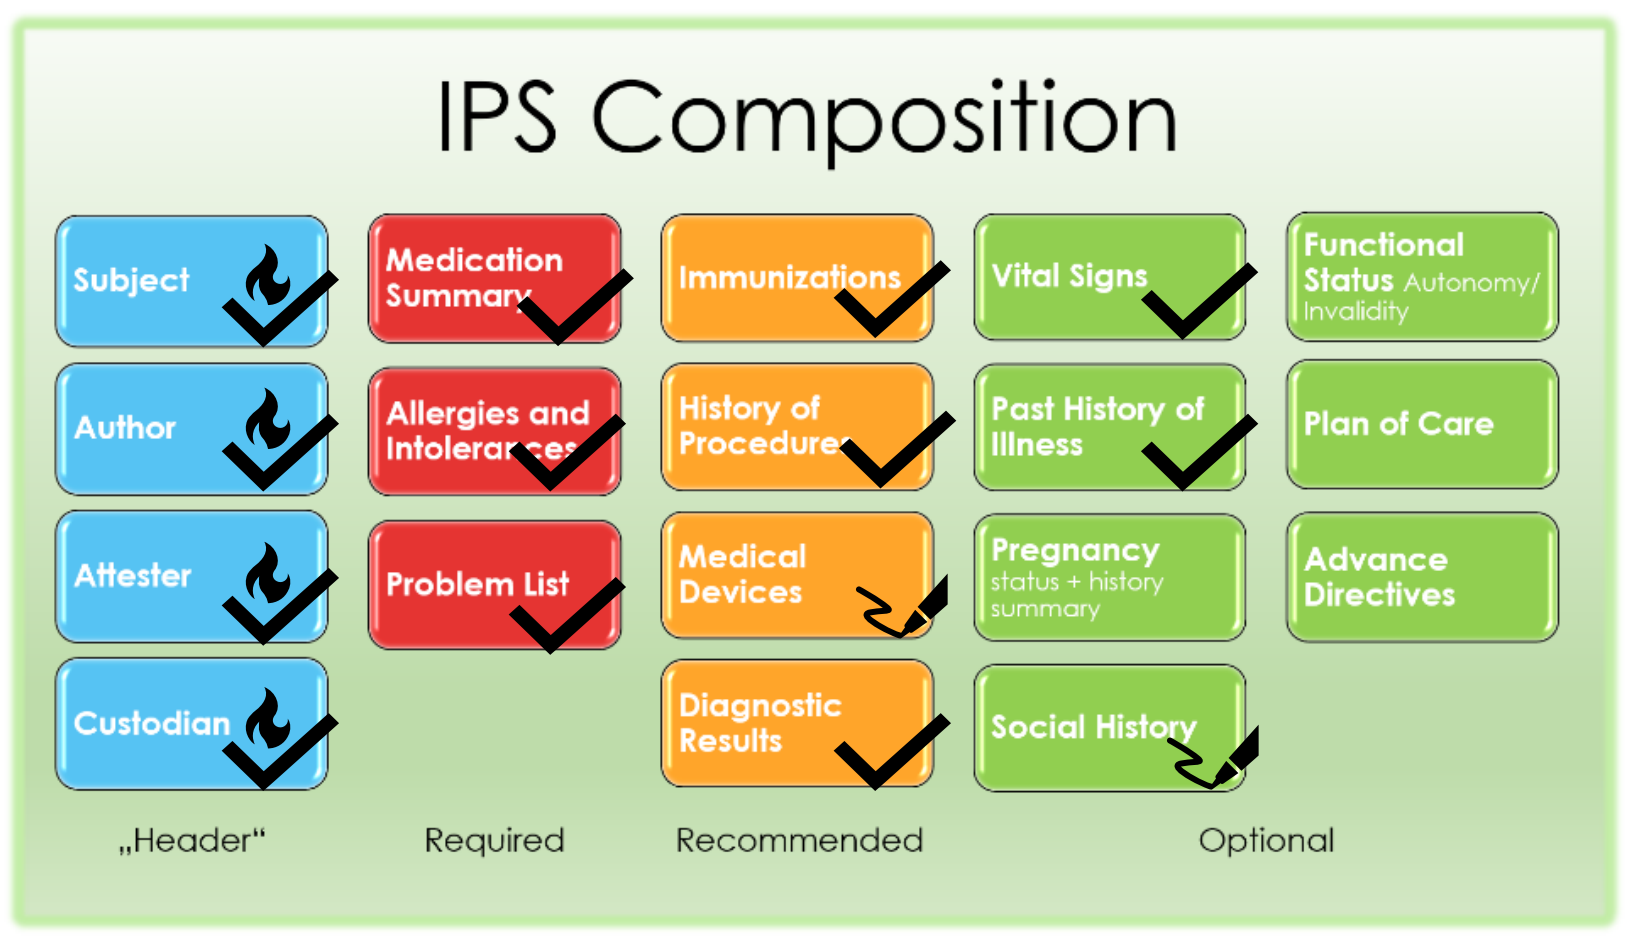 IPS Composition
Subject
Author
Attester
Custodian
„Header“
Medication
Summary
Allergies and
Intolerances
Problem List
Required
Immunizations
History of
Procedures
Medical
Devices
Diagnostic
Results
Recommended
Vital Signs
Past History of
Illness
Pregnancy
status + history
summary
Social History
Functional
Status Autonomy/
Invalidity
Plan of Care
Advance
Directives
Optional